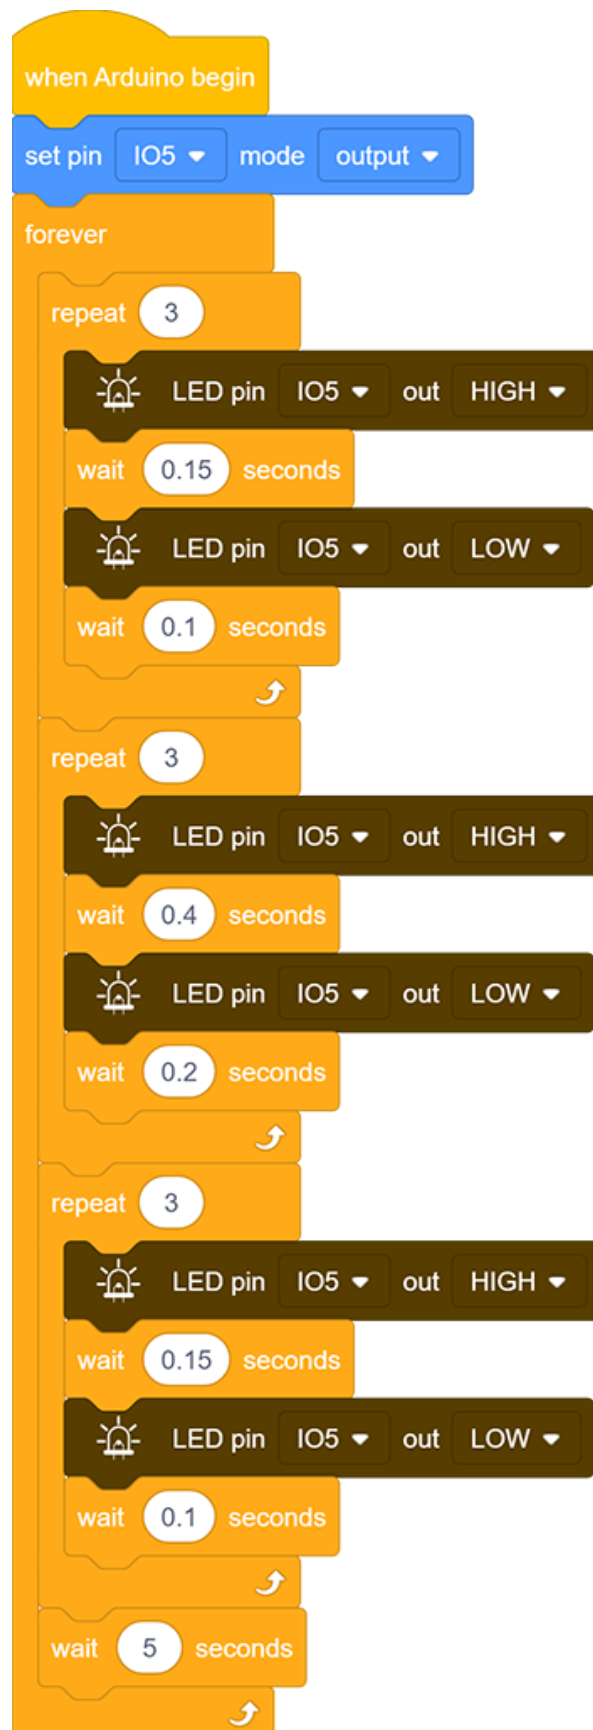 when Arduino begin
set pin IO5 mode output
forever
repeat 3
LED pin IO5 out HIGH
wait 0.15 seconds
LED pin IO5 out LOW
wait 0.1 seconds
repeat 3
LED pin IO5 out HIGH
wait 0.4 seconds
LED pin IO5 out LOW
wait 0.2 seconds
repeat 3
LED pin IO5 out HIGH
wait 0.15 seconds
LED pin IO5 out LOW
wait 0.1 seconds
wait 5 seconds